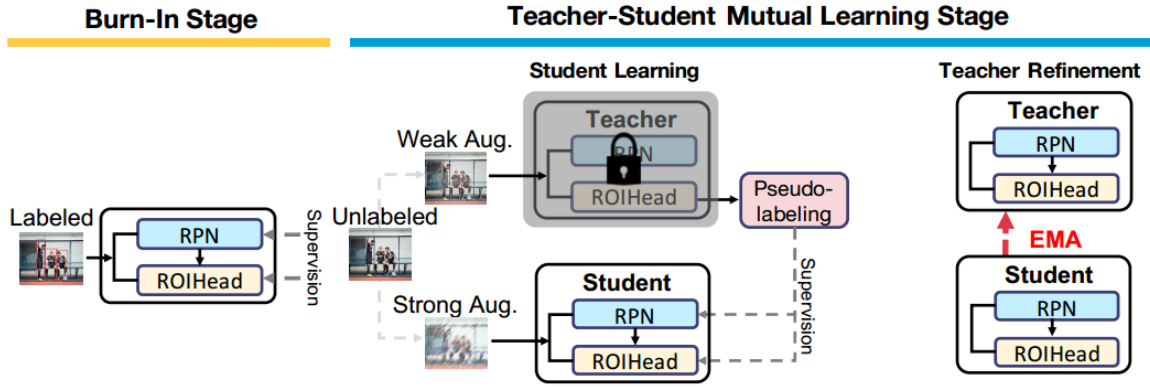 Burn-In Stage
Teacher-Student Mutual Learning Stage
Student Learning
Teacher Refinement
Labeled
RPN
ROIHead
Supervision
Unlabeled
Weak Aug.
Teacher
RPN
ROIHead
Pseudo-
labeling
Strong Aug.
Student
RPN
ROIHead
Supervision
Teacher
RPN
ROIHead
EMA
Student
RPN
ROIHead